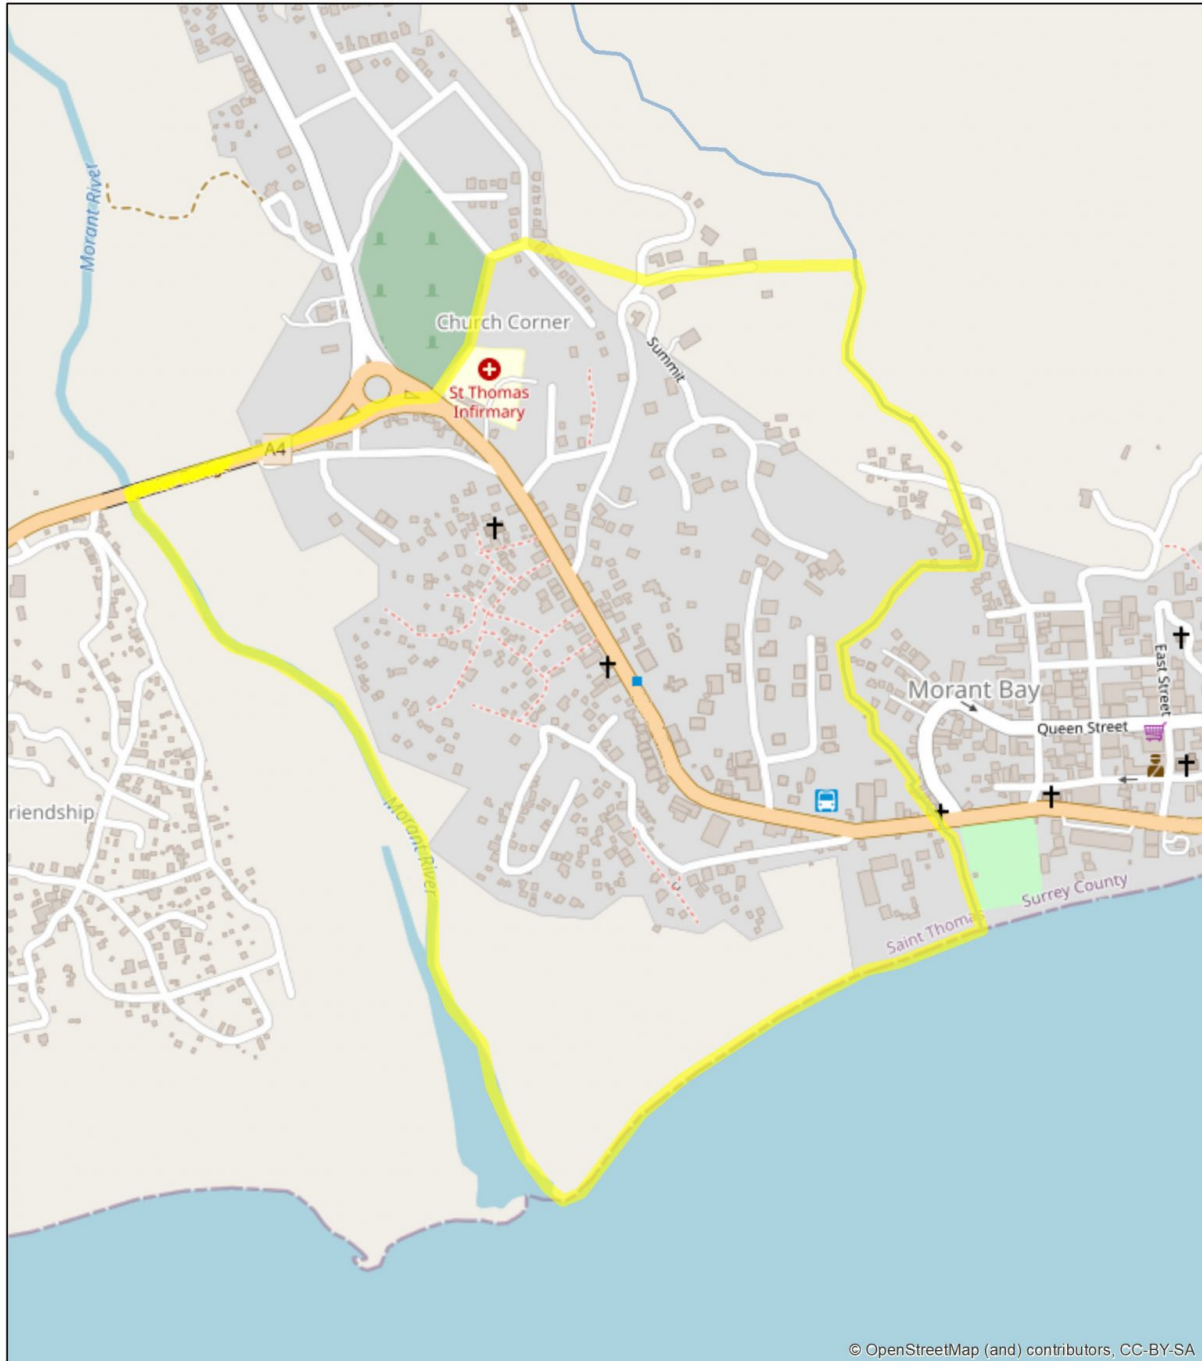 Morant River
Church Corner
St Thomas
Infirmary
Summit
A4
East Street
Morant Bay
Queen Street
riendship
Morant River
Surrey County
Saint Thomas
© OpenStreetMap (and) contributors, CC-BY-SA